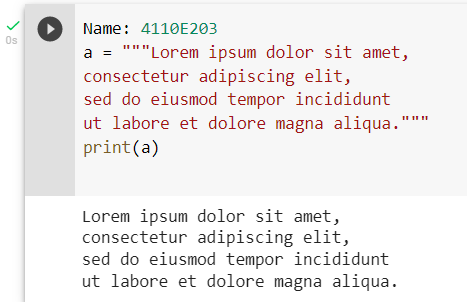 0s
Name: 4110E203
a = """Lorem ipsum dolor sit amet,
consectetur adipiscing elit,
sed do eiusmod tempor incididunt
ut labore et dolore magna aliqua."""
print(a)
Lorem ipsum dolor sit amet,
consectetur adipiscing elit,
sed do eiusmod tempor incididunt
ut labore et dolore magna aliqua.